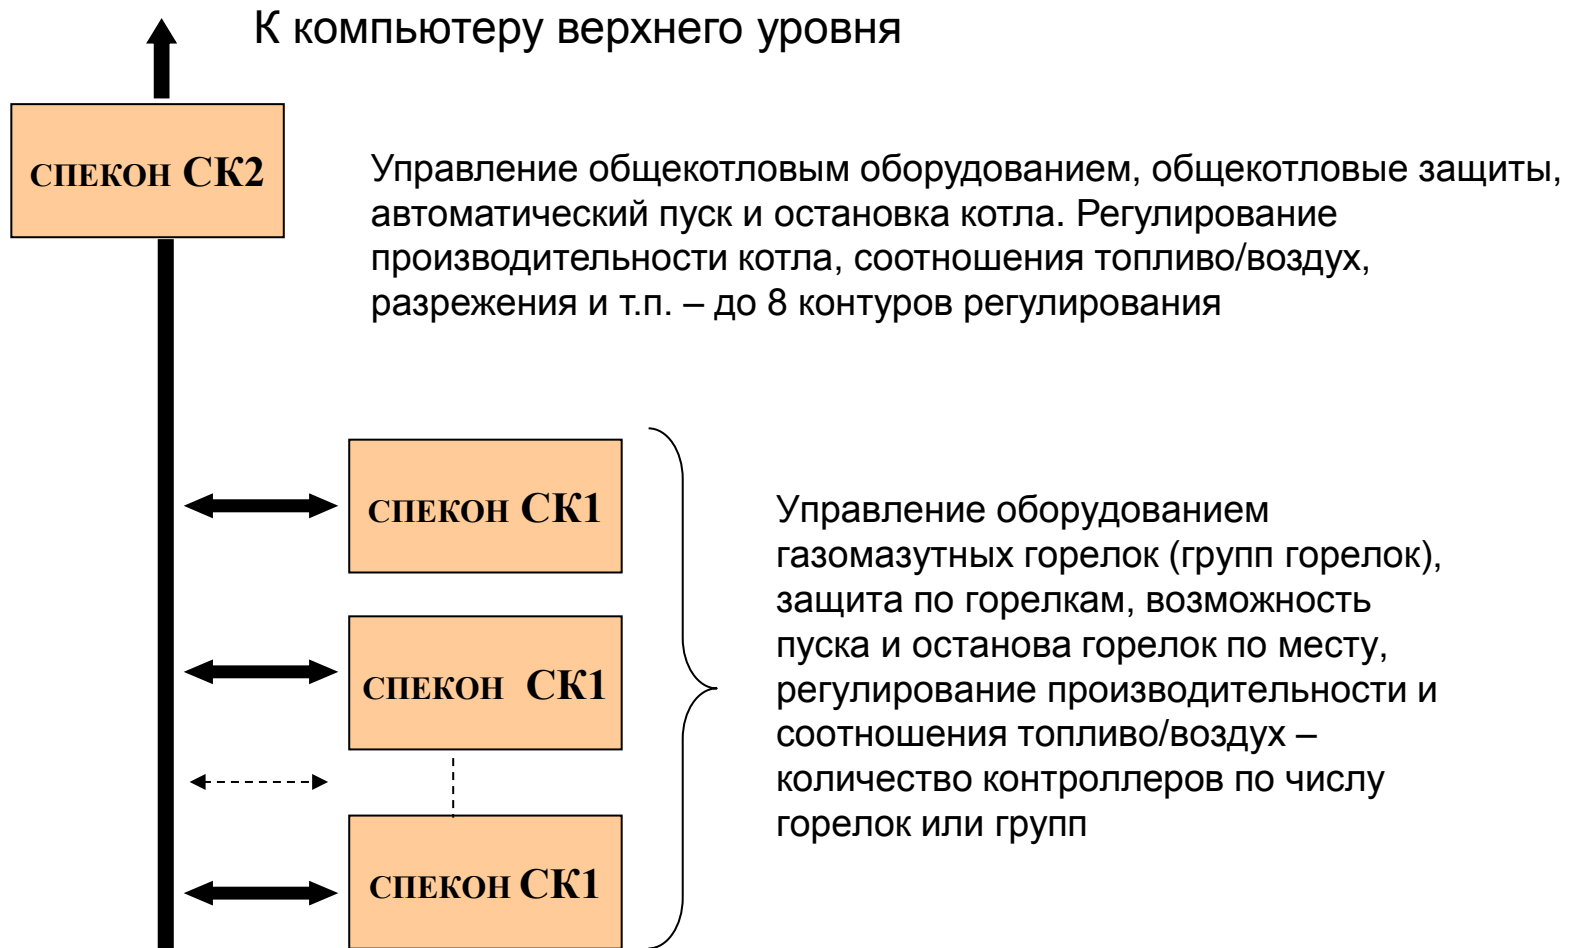 К компьютеру верхнего уровня
СПЕКОН СК2
Управление общекотловым оборудованием, общекотловые защиты,
автоматический пуск и остановка котла. Регулирование
производительности котла, соотношения топливо/воздух,
разрежения и т.п. – до 8 контуров регулирования
СПЕКОН СК1
СПЕКОН СК1
СПЕКОН СК1
Управление оборудованием
газомазутных горелок (групп горелок),
защита по горелкам, возможность
пуска и останова горелок по месту,
регулирование производительности и
соотношения топливо/воздух –
количество контроллеров по числу
горелок или групп